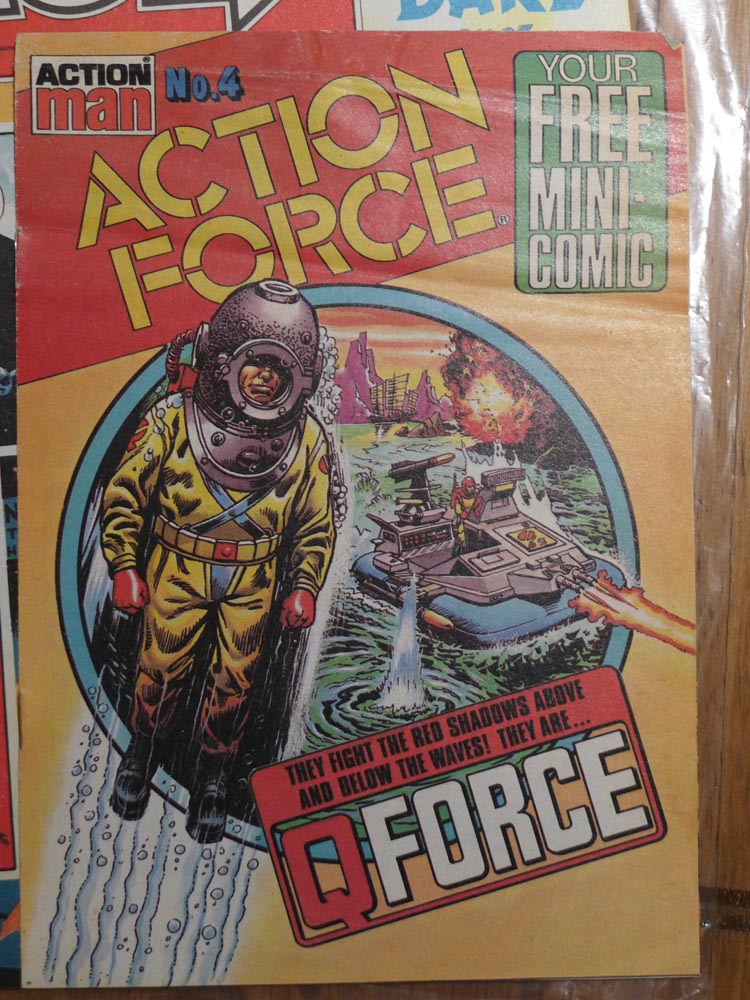 DARE
ACTION®
man
No.4
ACTION
FORCE®
YOUR
FREE
MINI-
COMIC
THEY FIGHT THE RED SHADOWS ABOVE
AND BELOW THE WAVES! THEY ARE...
Q FORCE